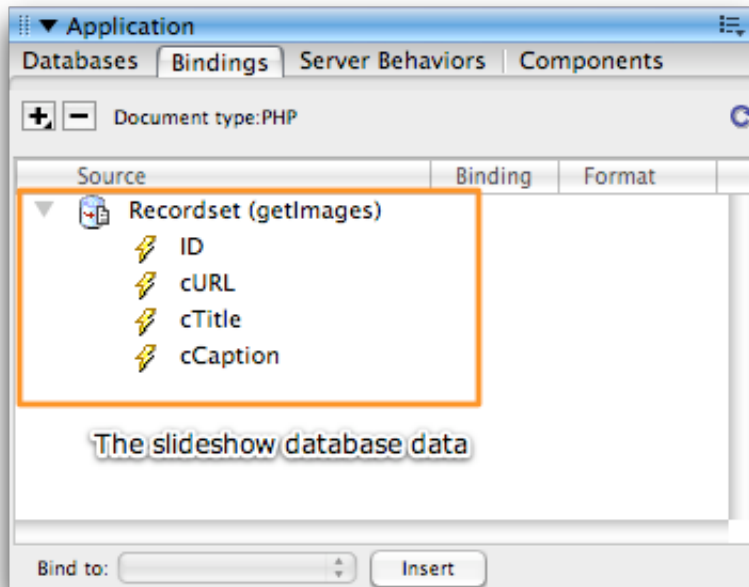 Application
Databases Bindings Server Behaviors Components
Document type:PHP
Source Binding Format
Recordset (getImages)
ID
cURL
cTitle
cCaption
The slideshow database data
Bind to: Insert